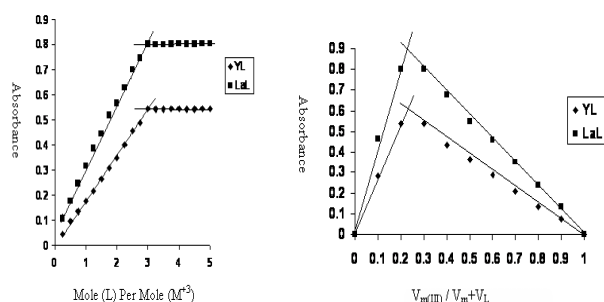 0.9
0.8
0.7
0.6
0.5
0.4
0.3
0.2
0.1
0
0 1 2 3 4 5
Absorbance
YL
LaL
Mole (L) Per Mole (M⁺³)
0.9
0.8
0.7
0.6
0.5
0.4
0.3
0.2
0.1
0
0 0.1 0.2 0.3 0.4 0.5 0.6 0.7 0.8 0.9 1
Absorbance
YL
LaL
Vm(III) / Vm+VL